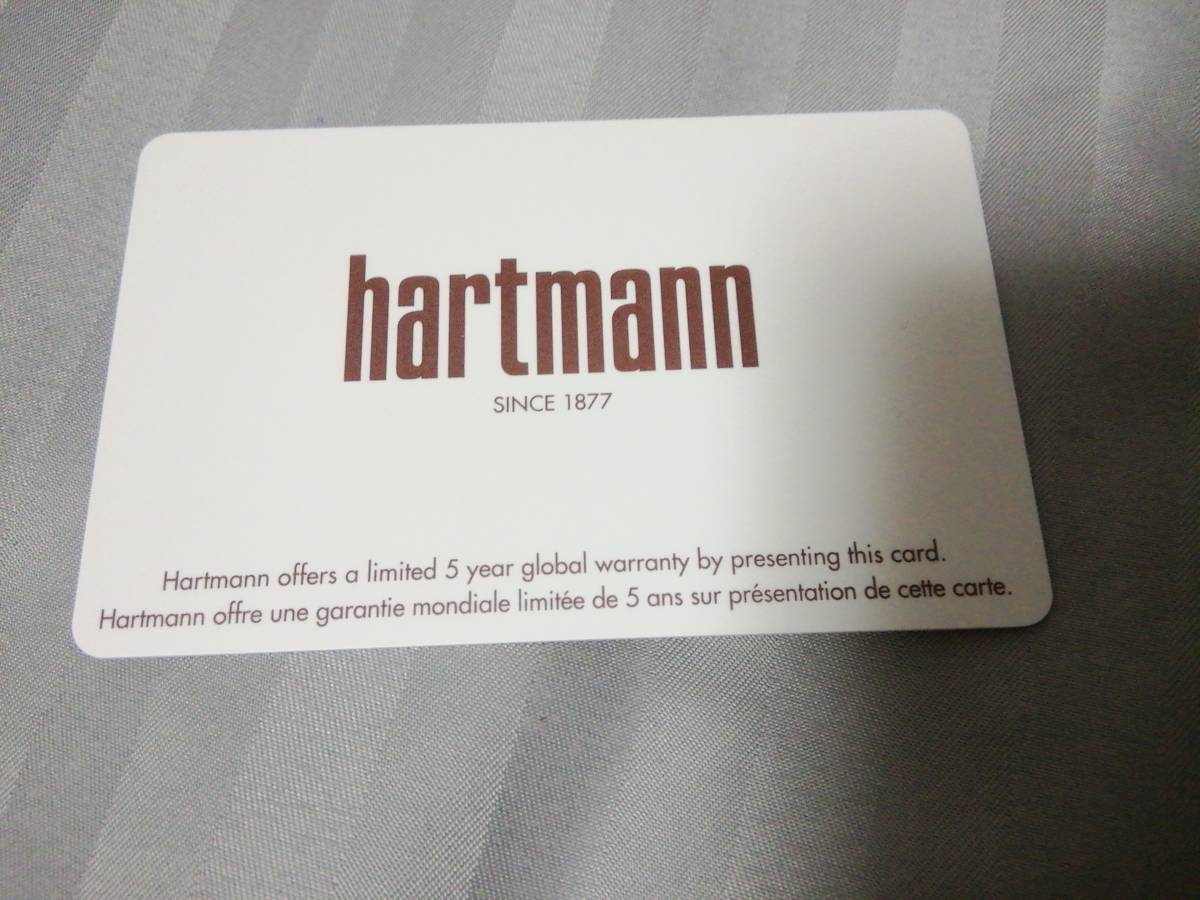 hartmann
SINCE 1877
Hartmann offers a limited 5 year global warranty by presenting this card.
Hartmann offre une garantie mondiale limitée de 5 ans sur présentation de cette carte.